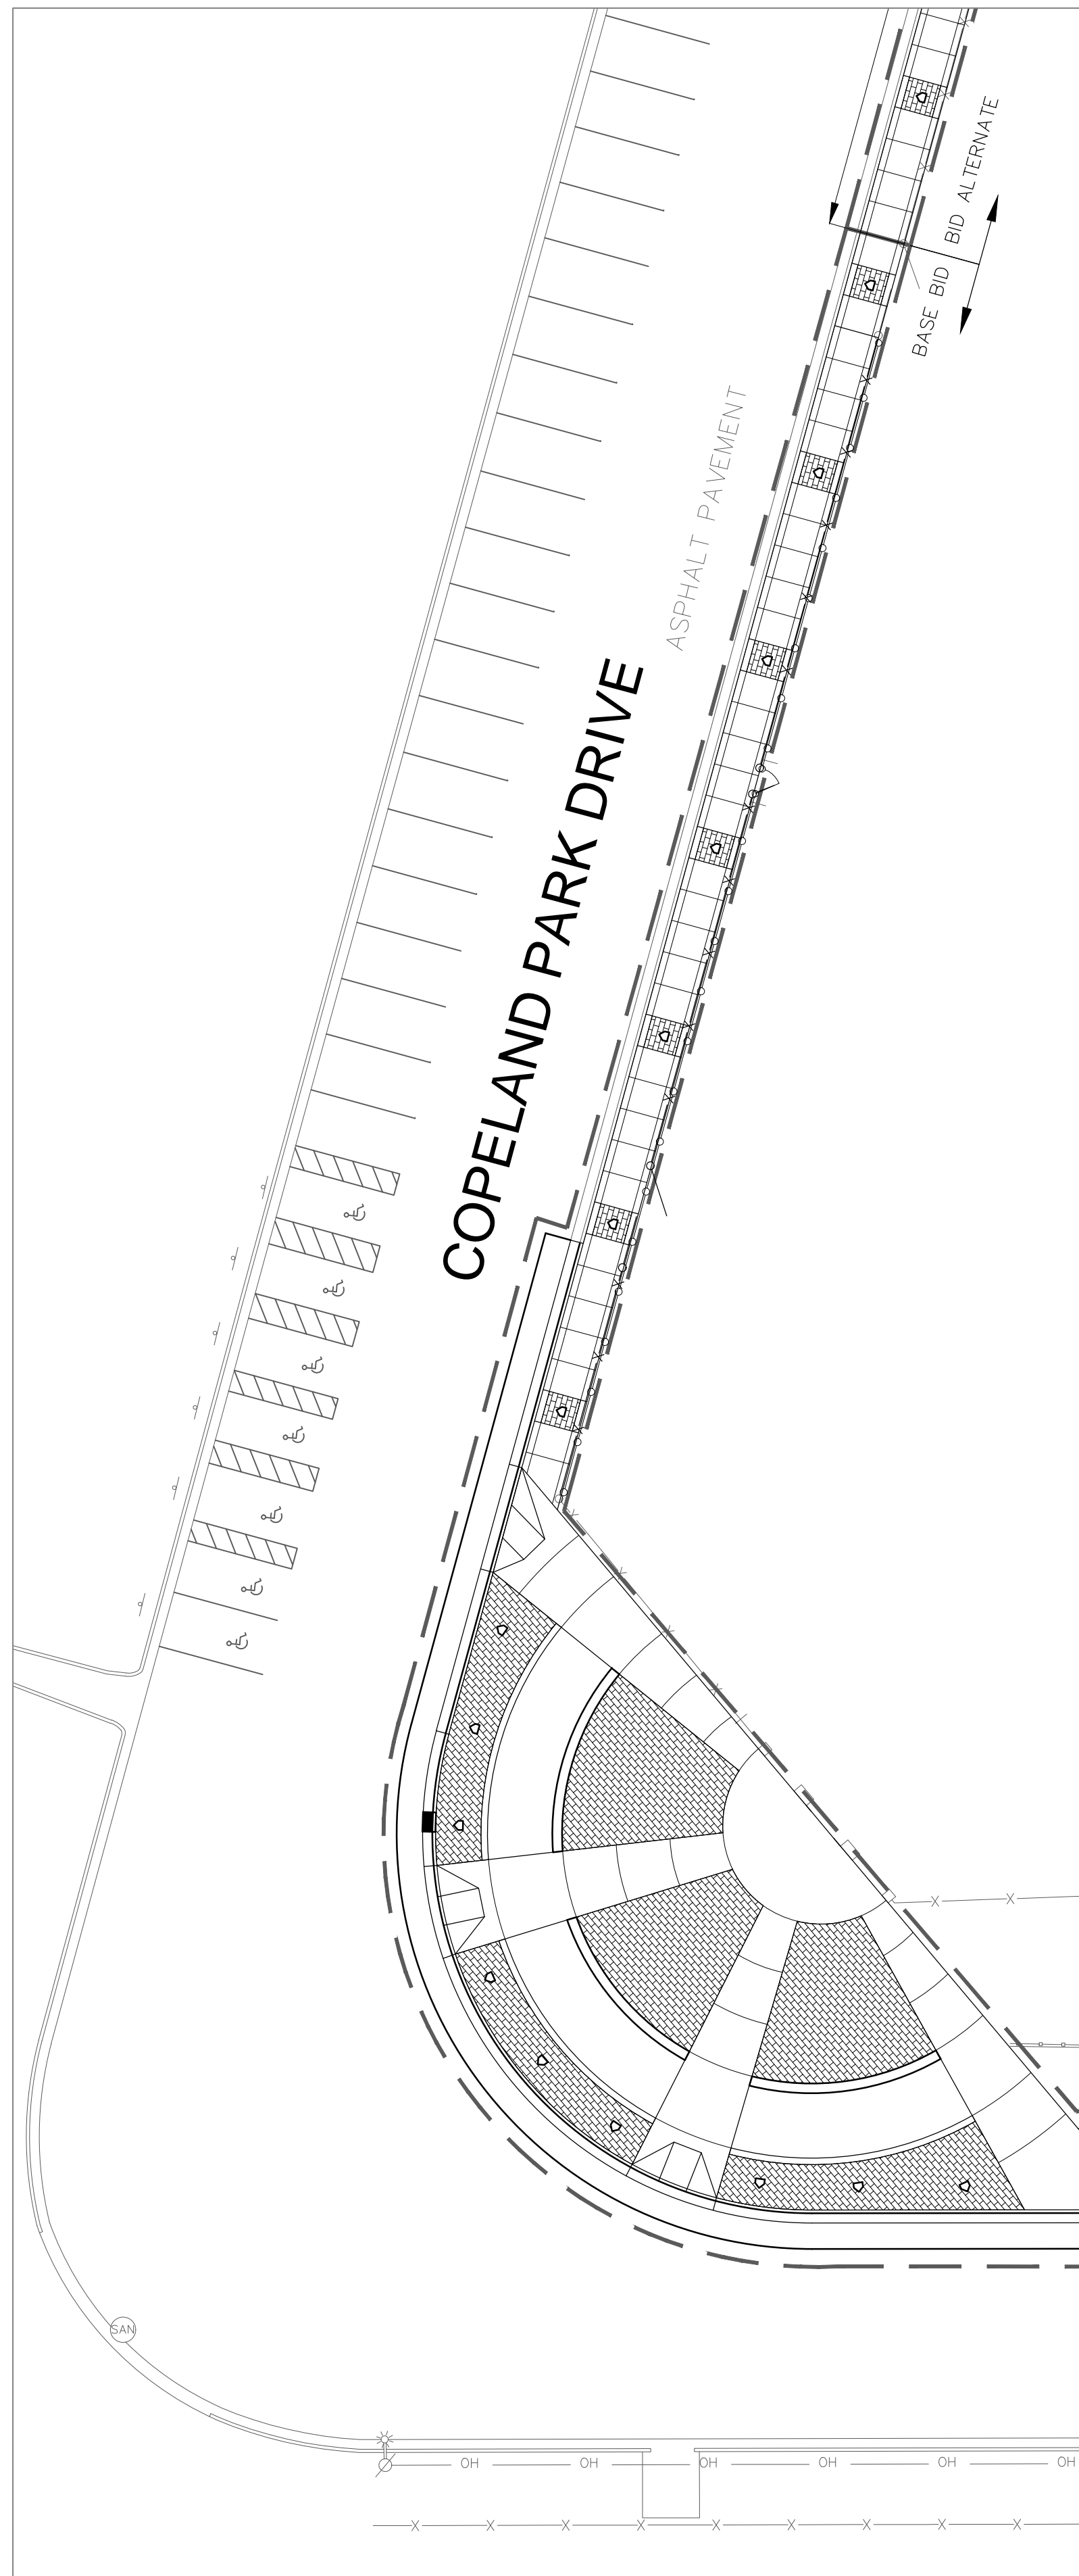 BID ALTERNATE
BASE BID
ASPHALT PAVEMENT
COPELAND PARK DRIVE
X X
SAN
OH OH OH OH OH OH
X X X X X X X X X